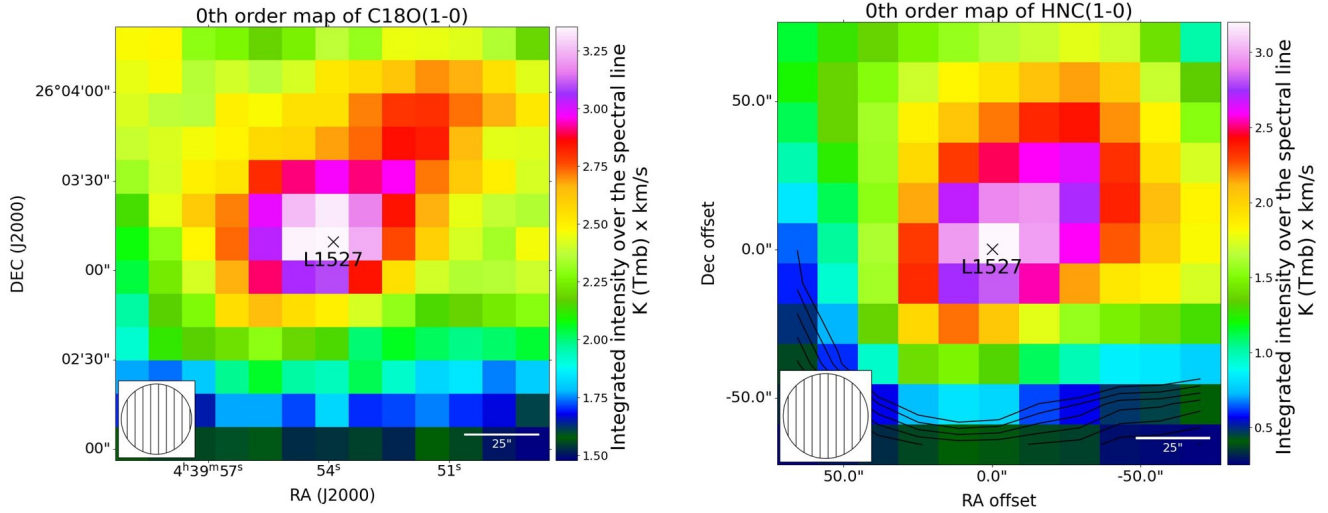 0th order map of C18O(1-0)
26°04'00"
03'30"
00"
02'30"
00"
DEC (J2000)
L1527
25"
4ʰ39ᵐ57ˢ
54ˢ
51ˢ
RA (J2000)
3.25
3.00
2.75
2.50
2.25
2.00
1.75
1.50
Integrated intensity over the spectral line
K (Tmb) x km/s
0th order map of HNC(1-0)
50.0"
0.0"
-50.0"
Dec offset
L1527
25"
50.0"
0.0"
-50.0"
RA offset
3.0
2.5
2.0
1.5
1.0
0.5
Integrated intensity over the spectral line
K (Tmb) x km/s